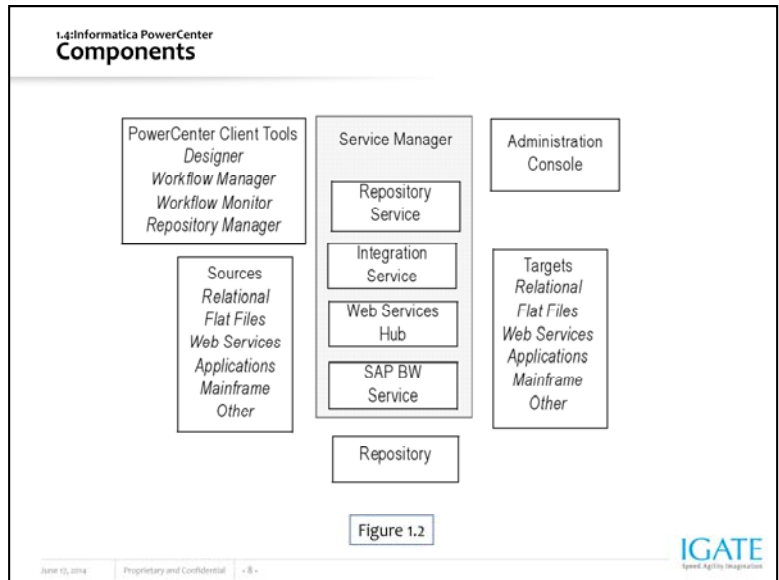 1.4:Informatica PowerCenter
Components
PowerCenter Client Tools
Designer
Workflow Manager
Workflow Monitor
Repository Manager
Sources
Relational
Flat Files
Web Services
Applications
Mainframe
Other
Service Manager
Repository
Service
Integration
Service
Web Services
Hub
SAP BW
Service
Repository
Administration
Console
Targets
Relational
Flat Files
Web Services
Applications
Mainframe
Other
Figure 1.2
June 17, 2014
Proprietary and Confidential
- 8 -
IGATE
Speed.Agility.Imagination